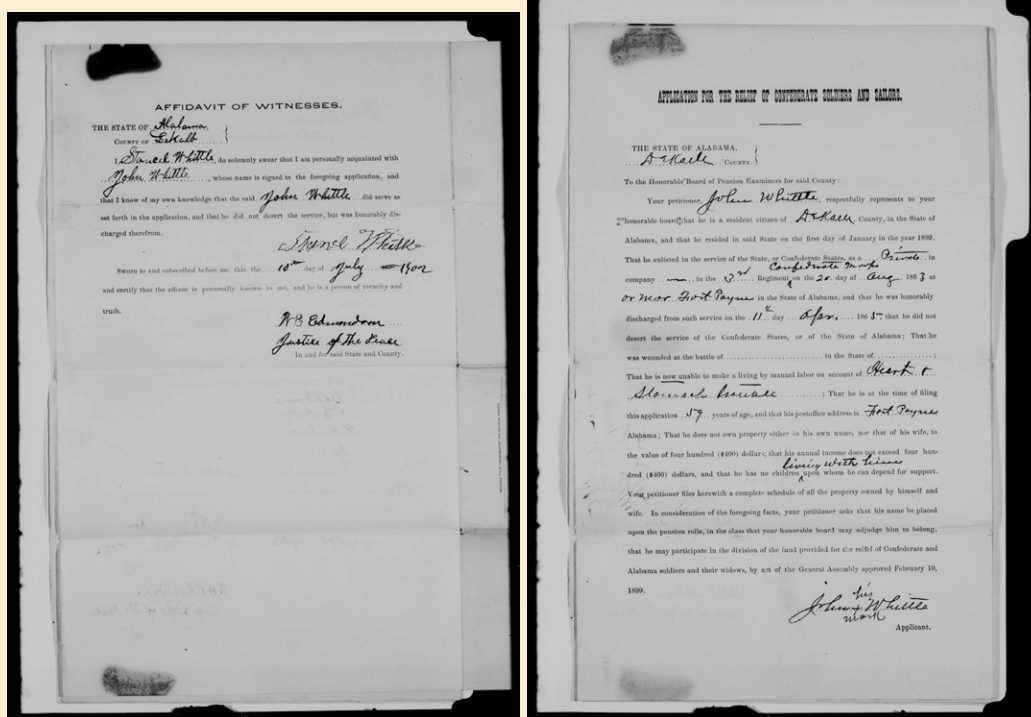 AFFIDAVIT OF WITNESSES.
THE STATE OF Alabama
COUNTY OF DeKalb
I, Stancel Whittle, do solemnly swear that I am personally acquainted with
John Whittle, whose name is signed to the foregoing application, and
that I know of my own knowledge that the said John Whittle did serve as
set forth in the application, and that he did not desert the service, but was honorably dis-
charged therefrom.
Stancel Whittle
Sworn to and subscribed before me this the 10th day of July 1902
and certify that the affiant is personally known to me, and he is a person of veracity and
truth.
W B Edmondson
Justice of the Peace
In and for said State and County.
APPLICATION FOR THE RELIEF OF CONFEDERATE SOLDIERS AND SAILORS.
THE STATE OF ALABAMA,
DeKalb COUNTY.
To the Honorable Board of Pension Examiners for said County:
Your petitioner, John Whittle, respectfully represents to your
honorable board, that he is a resident citizen of DeKalb County, in the State of
Alabama, and that he resided in said State on the first day of January in the year 1899.
That he enlisted in the service of the State, or Confederate States, as a Private, in
Confederate
company — in the 3rd Regiment, on the 20 day of Aug 1863 at
or near Fort Payne in the State of Alabama, and that he was honorably
discharged from such service on the 11th day Apr. 1865, that he did not
desert the service of the Confederate States, or of the State of Alabama; That he
was wounded at the battle of in the State of ;
That he is now unable to make a living by manuel labor on account of Heart &
Stomach trouble ; That he is at the time of filing
this application 59 years of age, and that his postoffice address is Fort Payne
Alabama; That he does not own property either in his own name, nor that of his wife, to
the value of four hundred ($400) dollars; that his annual income does not exceed four hun-
living with him
dred ($400) dollars, and that he has no children upon whom he can depend for support.
Your petitioner files herewith a complete schedule of all the property owned by himself and
wife. In consideration of the foregoing facts, your petitioner asks that his name be placed
upon the pension rolls, in the class that your honorable board may adjudge him to belong,
that he may participate in the division of the fund provided for the relief of Confederate and
Alabama soldiers and their widows, by act of the General Assembly approved February 10,
1899.
his
John x Whittle
mark
Applicant.